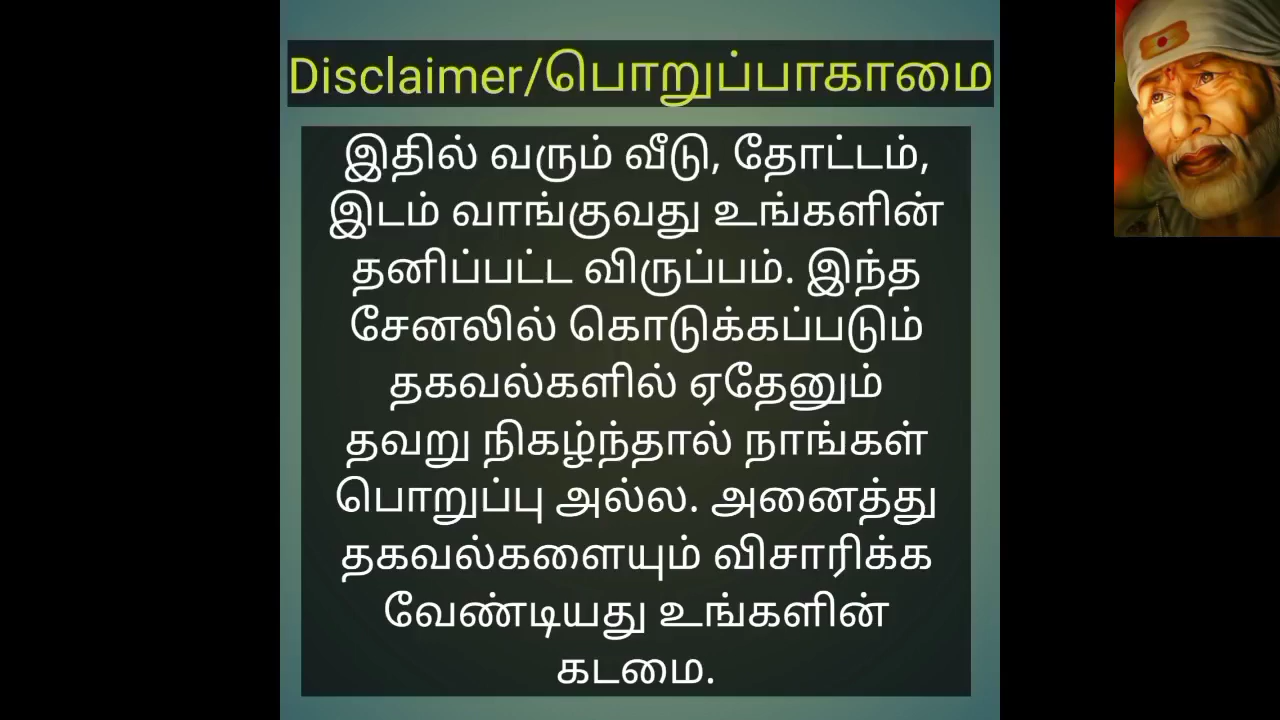 Disclaimer/பொறுப்பாகாமை
இதில் வரும் வீடு, தோட்டம்,
இடம் வாங்குவது உங்களின்
தனிப்பட்ட விருப்பம். இந்த
சேனலில் கொடுக்கப்படும்
தகவல்களில் ஏதேனும்
தவறு நிகழ்ந்தால் நாங்கள்
பொறுப்பு அல்ல. அனைத்து
தகவல்களையும் விசாரிக்க
வேண்டியது உங்களின்
கடமை.